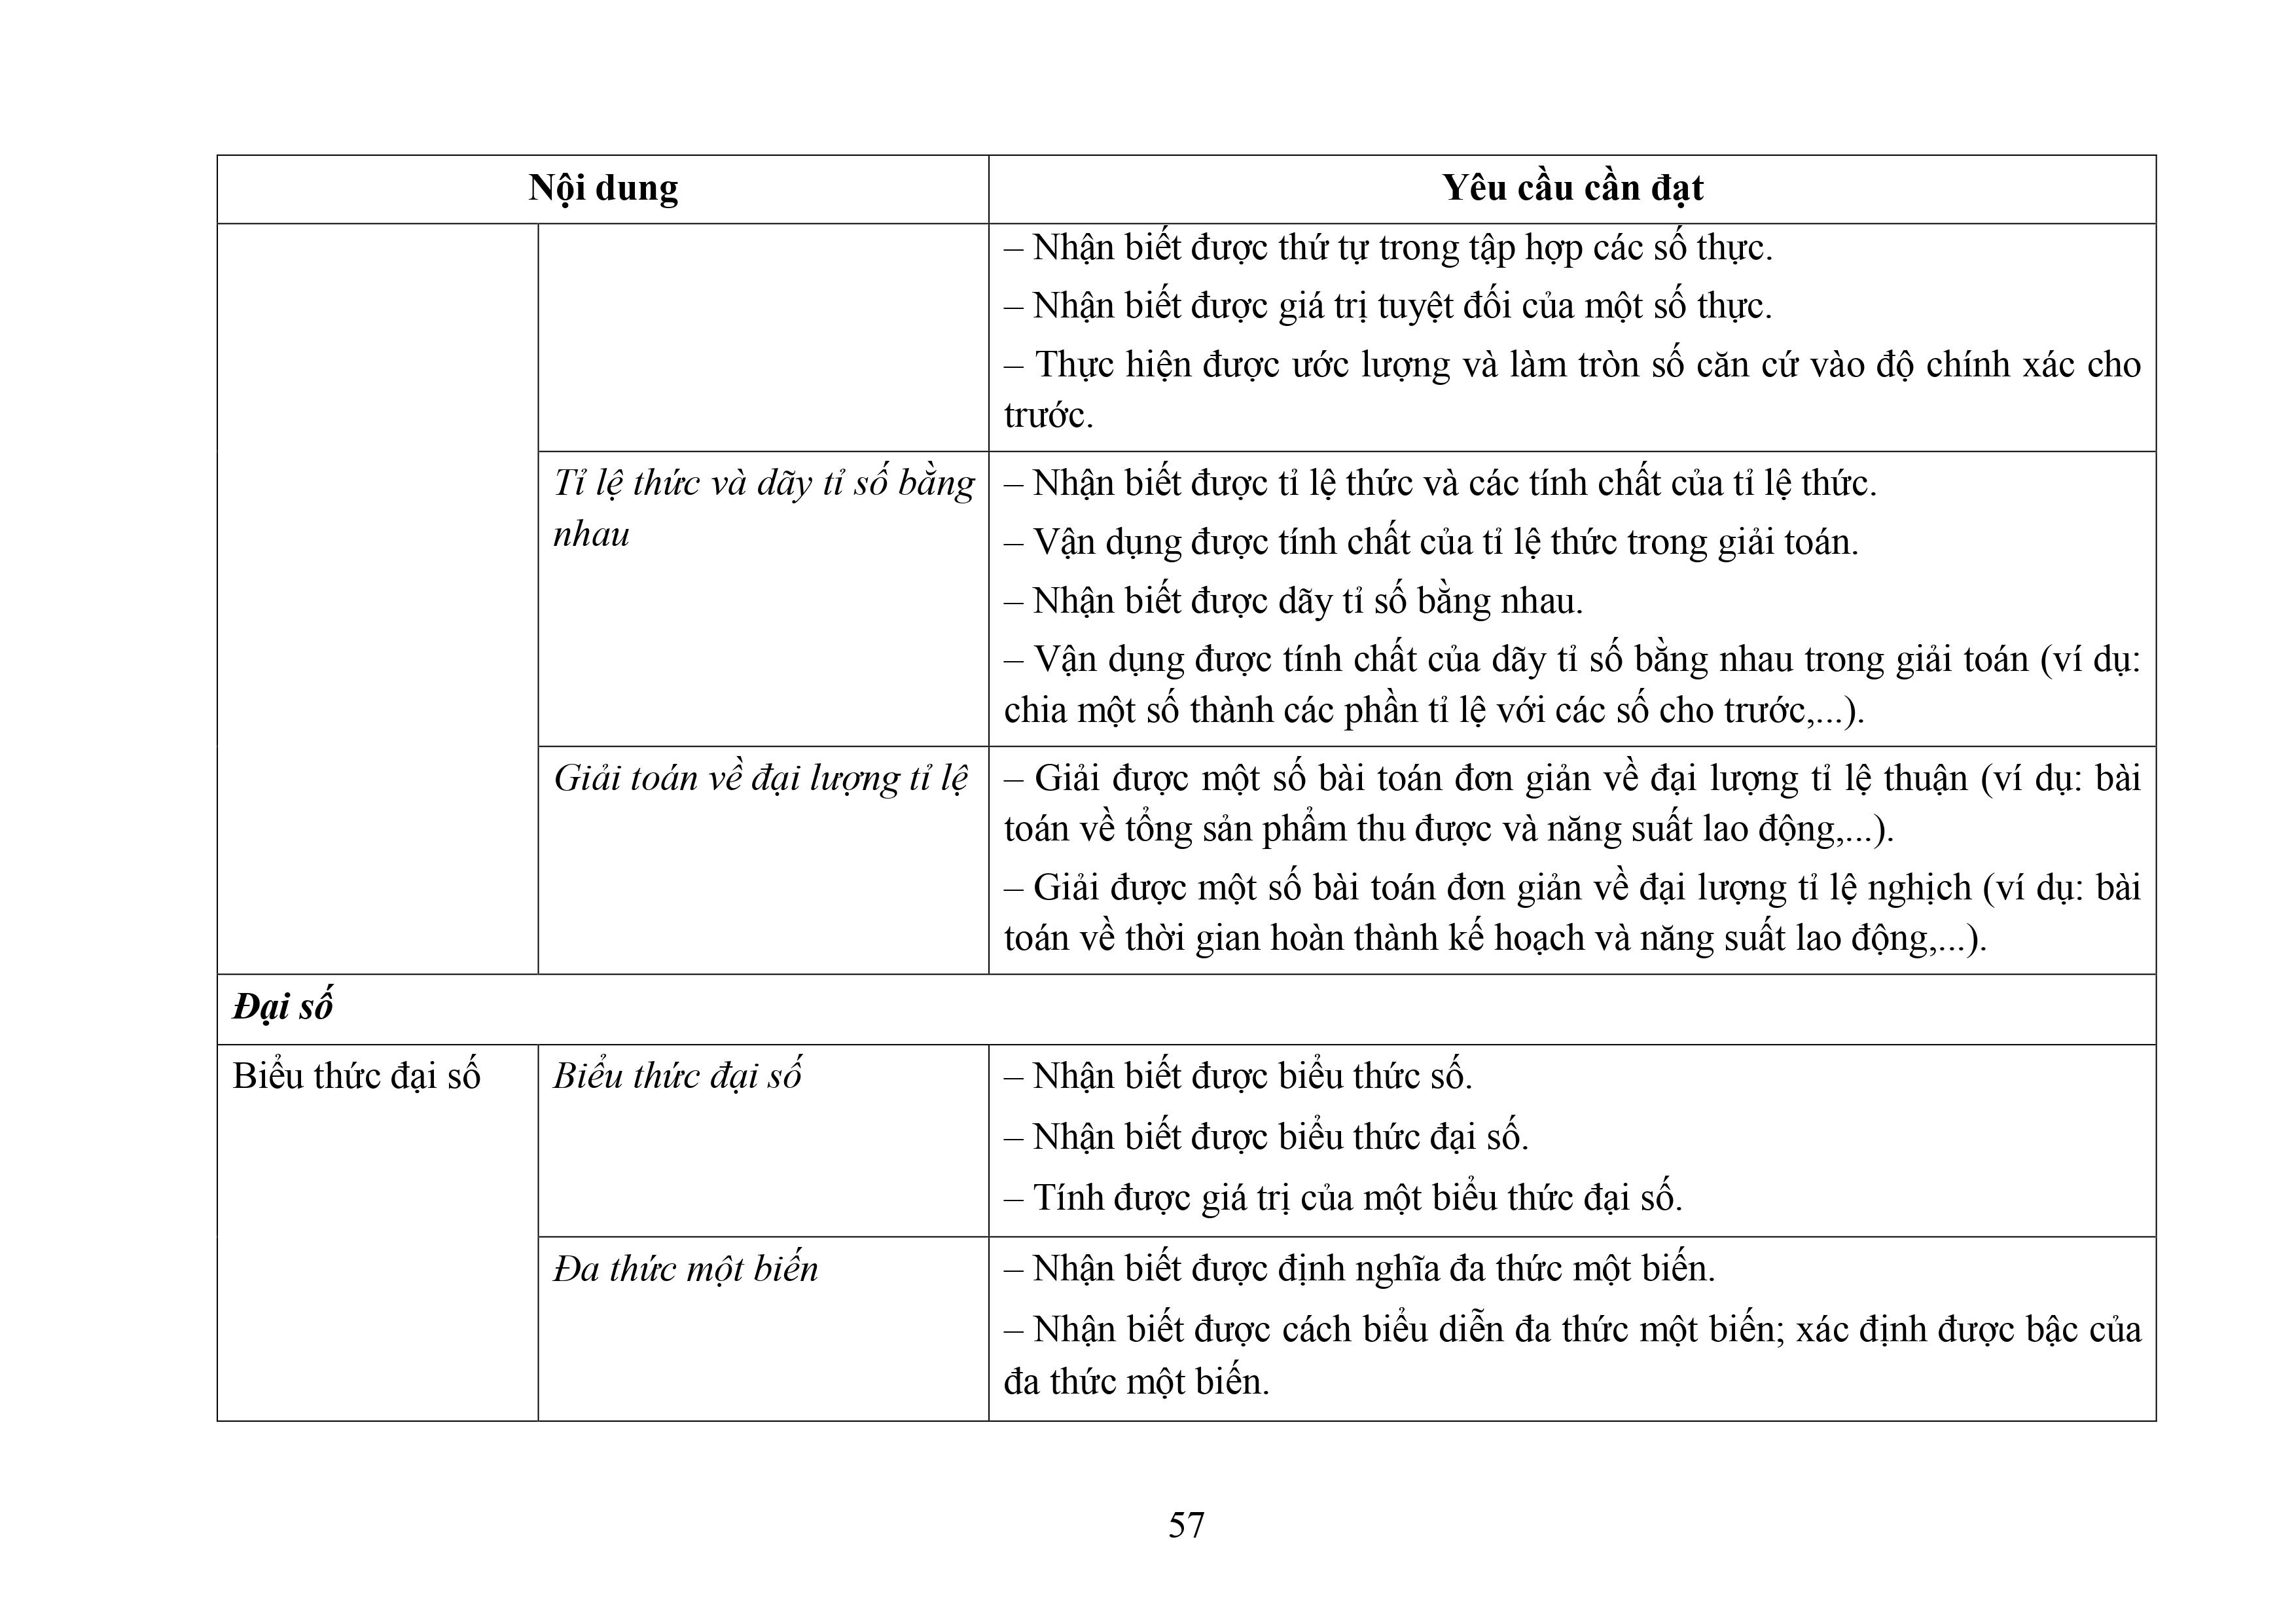 Nội dung
Yêu cầu cần đạt
– Nhận biết được thứ tự trong tập hợp các số thực.
– Nhận biết được giá trị tuyệt đối của một số thực.
– Thực hiện được ước lượng và làm tròn số căn cứ vào độ chính xác cho
trước.
Tỉ lệ thức và dãy tỉ số bằng
nhau
– Nhận biết được tỉ lệ thức và các tính chất của tỉ lệ thức.
– Vận dụng được tính chất của tỉ lệ thức trong giải toán.
– Nhận biết được dãy tỉ số bằng nhau.
– Vận dụng được tính chất của dãy tỉ số bằng nhau trong giải toán (ví dụ:
chia một số thành các phần tỉ lệ với các số cho trước,...).
Giải toán về đại lượng tỉ lệ
– Giải được một số bài toán đơn giản về đại lượng tỉ lệ thuận (ví dụ: bài
toán về tổng sản phẩm thu được và năng suất lao động,...).
– Giải được một số bài toán đơn giản về đại lượng tỉ lệ nghịch (ví dụ: bài
toán về thời gian hoàn thành kế hoạch và năng suất lao động,...).
Đại số
Biểu thức đại số
Biểu thức đại số
– Nhận biết được biểu thức số.
– Nhận biết được biểu thức đại số.
– Tính được giá trị của một biểu thức đại số.
Đa thức một biến
– Nhận biết được định nghĩa đa thức một biến.
– Nhận biết được cách biểu diễn đa thức một biến; xác định được bậc của
đa thức một biến.
57